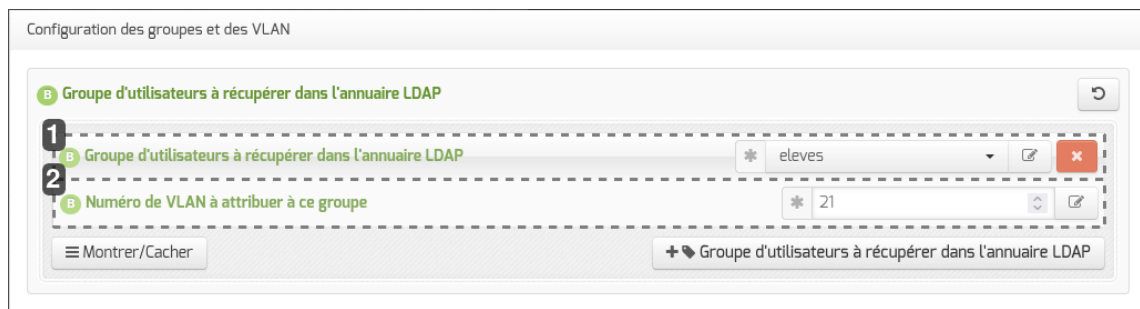 Configuration des groupes et des VLAN
B Groupe d'utilisateurs à récupérer dans l'annuaire LDAP
1
B Groupe d'utilisateurs à récupérer dans l'annuaire LDAP
eleves
2
B Numéro de VLAN à attribuer à ce groupe
21
Montrer/Cacher
Groupe d'utilisateurs à récupérer dans l'annuaire LDAP